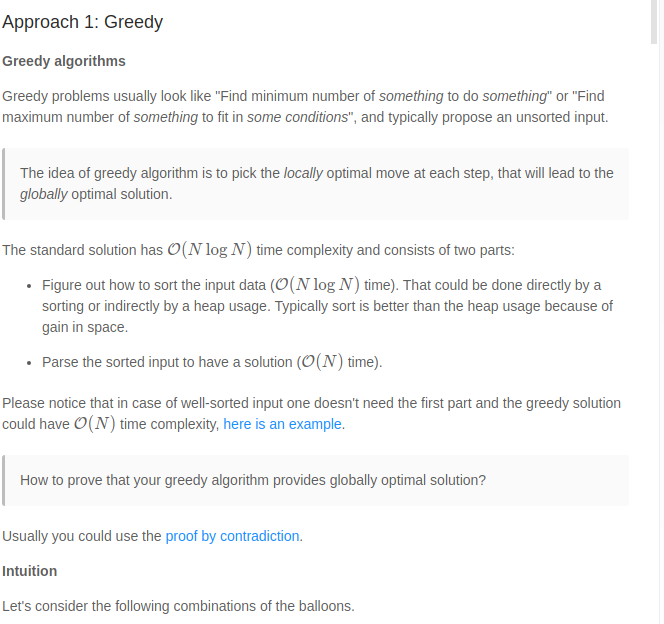 Approach 1: Greedy
Greedy algorithms
Greedy problems usually look like "Find minimum number of something to do something" or "Find
maximum number of something to fit in some conditions", and typically propose an unsorted input.
The idea of greedy algorithm is to pick the locally optimal move at each step, that will lead to the
globally optimal solution.
The standard solution has 𝒪(N log N) time complexity and consists of two parts:
• Figure out how to sort the input data (𝒪(N log N) time). That could be done directly by a
sorting or indirectly by a heap usage. Typically sort is better than the heap usage because of
gain in space.
• Parse the sorted input to have a solution (𝒪(N) time).
Please notice that in case of well-sorted input one doesn't need the first part and the greedy solution
could have 𝒪(N) time complexity, here is an example.
How to prove that your greedy algorithm provides globally optimal solution?
Usually you could use the proof by contradiction.
Intuition
Let's consider the following combinations of the balloons.